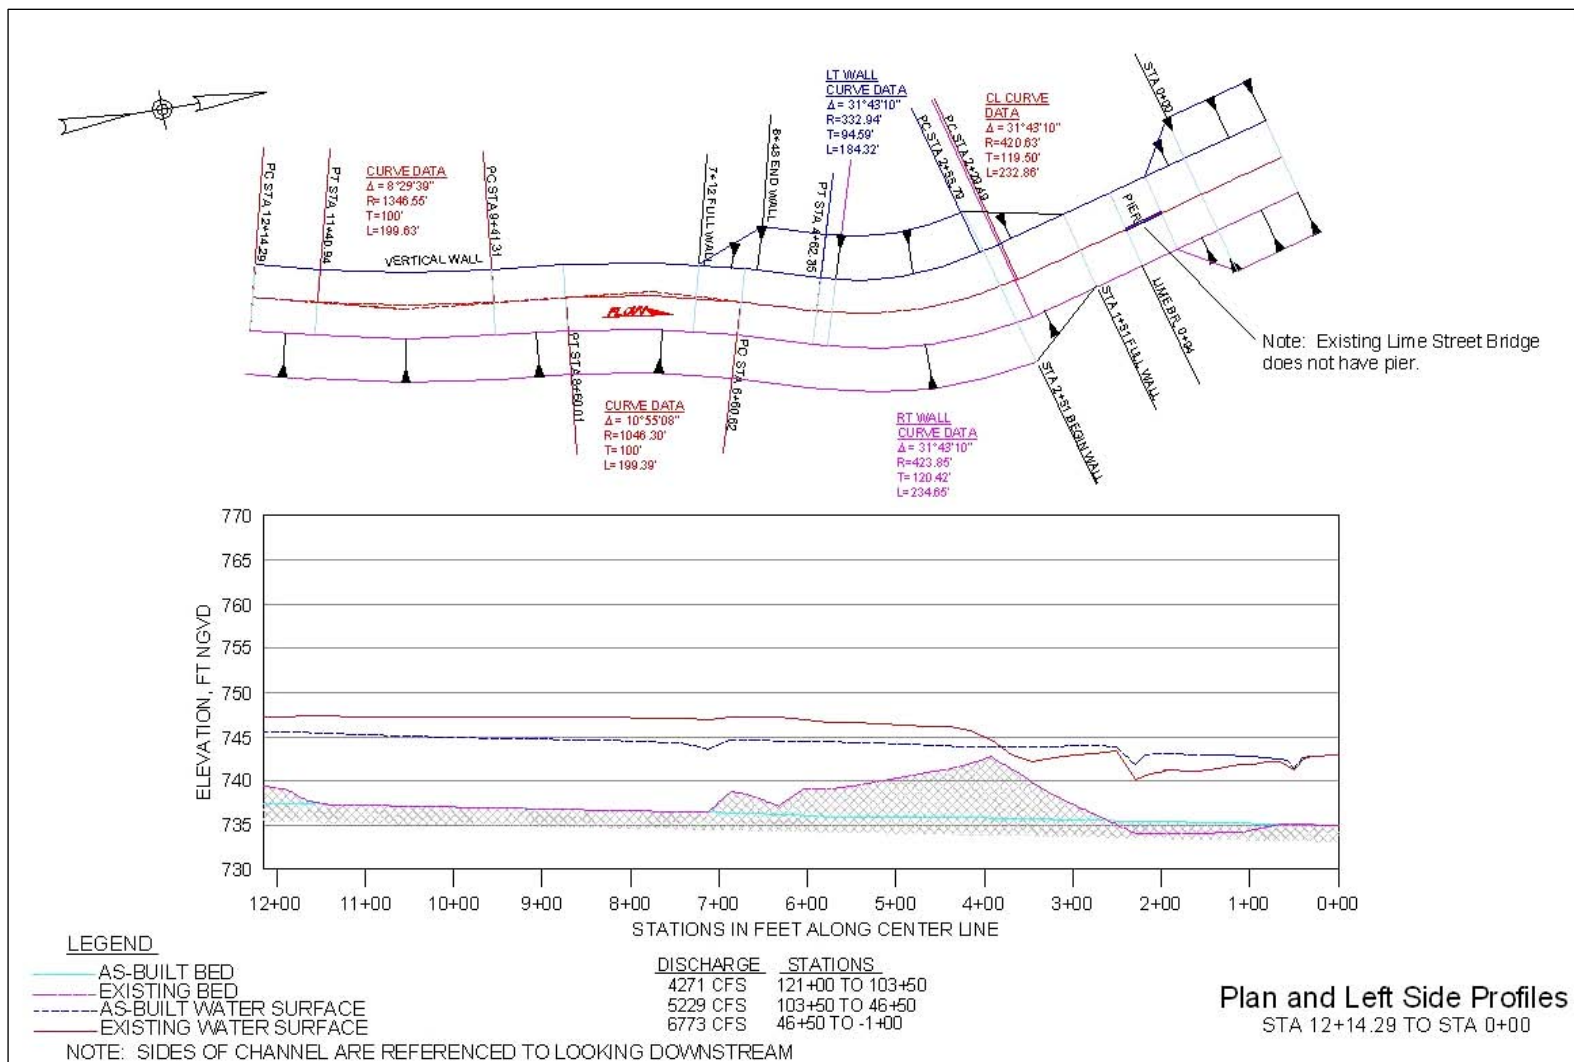 LT WALL
CURVE DATA
Δ = 31°43'10"
R=332.94'
T=94.59'
L=184.32'
CL CURVE
DATA
Δ = 31°43'10"
R=420.63'
T=119.50'
L=232.86'
STA 0+00
PC STA 12+14.29
PT STA 11+40.94
CURVE DATA
Δ = 8°29'39"
R=1346.55'
T=100'
L=199.63'
PC STA 9+41.31
VERTICAL WALL
7+12 FULL WALL
6+48 END WALL
PT STA 4+62.35
PC STA 2+55.79
PC STA 2+29.49
PIER
FLOW
LIME BR. 0+94
STA 1+51 FULL WALL
STA 2+51 BEGIN WALL
Note: Existing Lime Street Bridge
does not have pier.
PT STA 8+60.01
PC STA 6+60.62
CURVE DATA
Δ = 10°55'08"
R=1046.30'
T=100'
L=199.39'
RT WALL
CURVE DATA
Δ = 31°43'10"
R=423.85'
T=120.42'
L=234.65'
ELEVATION, FT NGVD
770
765
760
755
750
745
740
735
730
12+00 11+00 10+00 9+00 8+00 7+00 6+00 5+00 4+00 3+00 2+00 1+00 0+00
STATIONS IN FEET ALONG CENTER LINE
LEGEND
AS-BUILT BED
EXISTING BED
AS-BUILT WATER SURFACE
EXISTING WATER SURFACE
DISCHARGE STATIONS
4271 CFS 121+00 TO 103+50
5229 CFS 103+50 TO 46+50
6773 CFS 46+50 TO -1+00
NOTE: SIDES OF CHANNEL ARE REFERENCED TO LOOKING DOWNSTREAM
Plan and Left Side Profiles
STA 12+14.29 TO STA 0+00